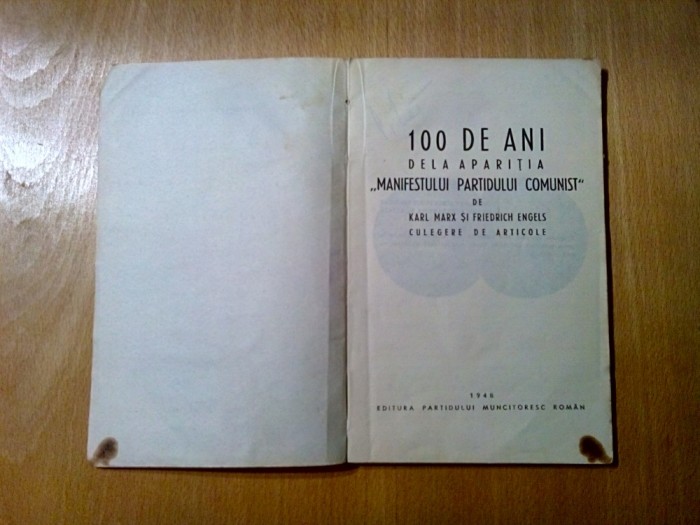 100 DE ANI
DELA APARIȚIA
„MANIFESTULUI PARTIDULUI COMUNIST"
DE
KARL MARX ȘI FRIEDRICH ENGELS
CULEGERE DE ARTICOLE
1948
EDITURA PARTIDULUI MUNCITORESC ROMÂN